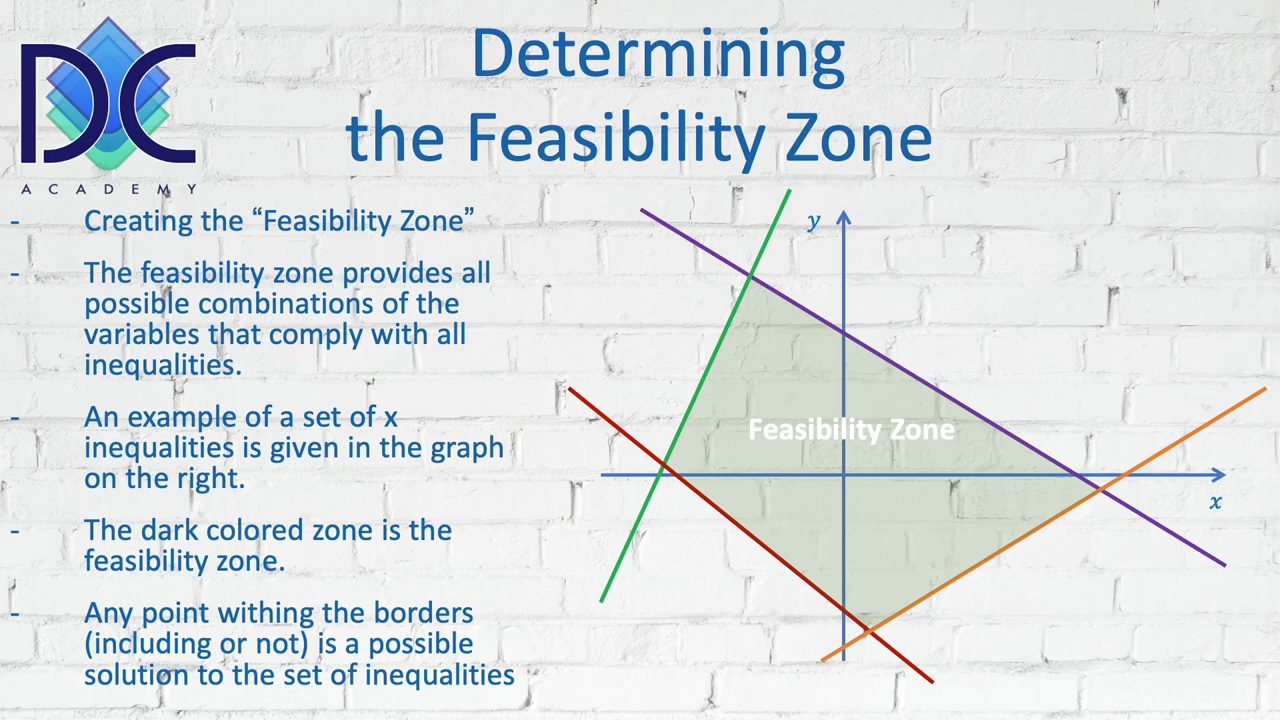 Determining
the Feasibility Zone
DC
ACADEMY
- Creating the “Feasibility Zone”
- The feasibility zone provides all
possible combinations of the
variables that comply with all
inequalities.
- An example of a set of x
inequalities is given in the graph
on the right.
- The dark colored zone is the
feasibility zone.
- Any point withing the borders
(including or not) is a possible
solution to the set of inequalities
y
Feasibility Zone
x